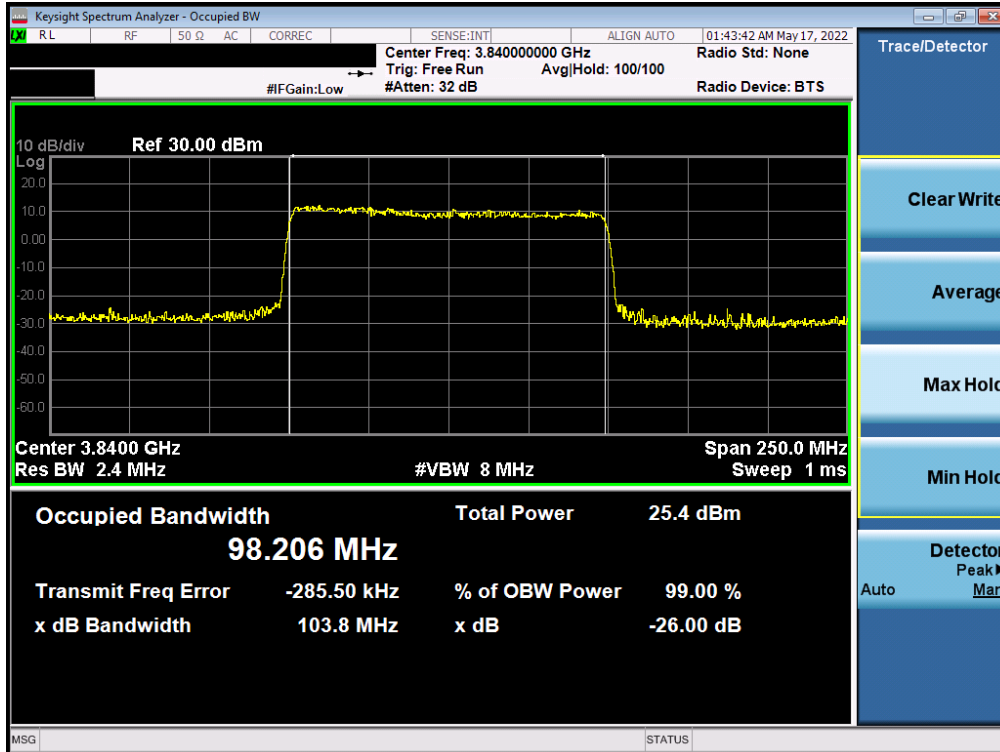 Keysight Spectrum Analyzer - Occupied BW
LXI RL RF 50 Ω AC CORREC SENSE:INT ALIGN AUTO 01:43:42 AM May 17, 2022
Center Freq: 3.840000000 GHz Radio Std: None
Trig: Free Run Avg|Hold: 100/100
#IFGain:Low #Atten: 32 dB Radio Device: BTS
Trace/Detector
10 dB/div Ref 30.00 dBm
Log
20.0
10.0
0.00
-10.0
-20.0
-30.0
-40.0
-50.0
-60.0
Center 3.8400 GHz Span 250.0 MHz
Res BW 2.4 MHz #VBW 8 MHz Sweep 1 ms
Occupied Bandwidth Total Power 25.4 dBm
98.206 MHz
Transmit Freq Error -285.50 kHz % of OBW Power 99.00 %
x dB Bandwidth 103.8 MHz x dB -26.00 dB
Clear Write
Average
Max Hold
Min Hold
Detector
Peak
Auto Man
MSG STATUS